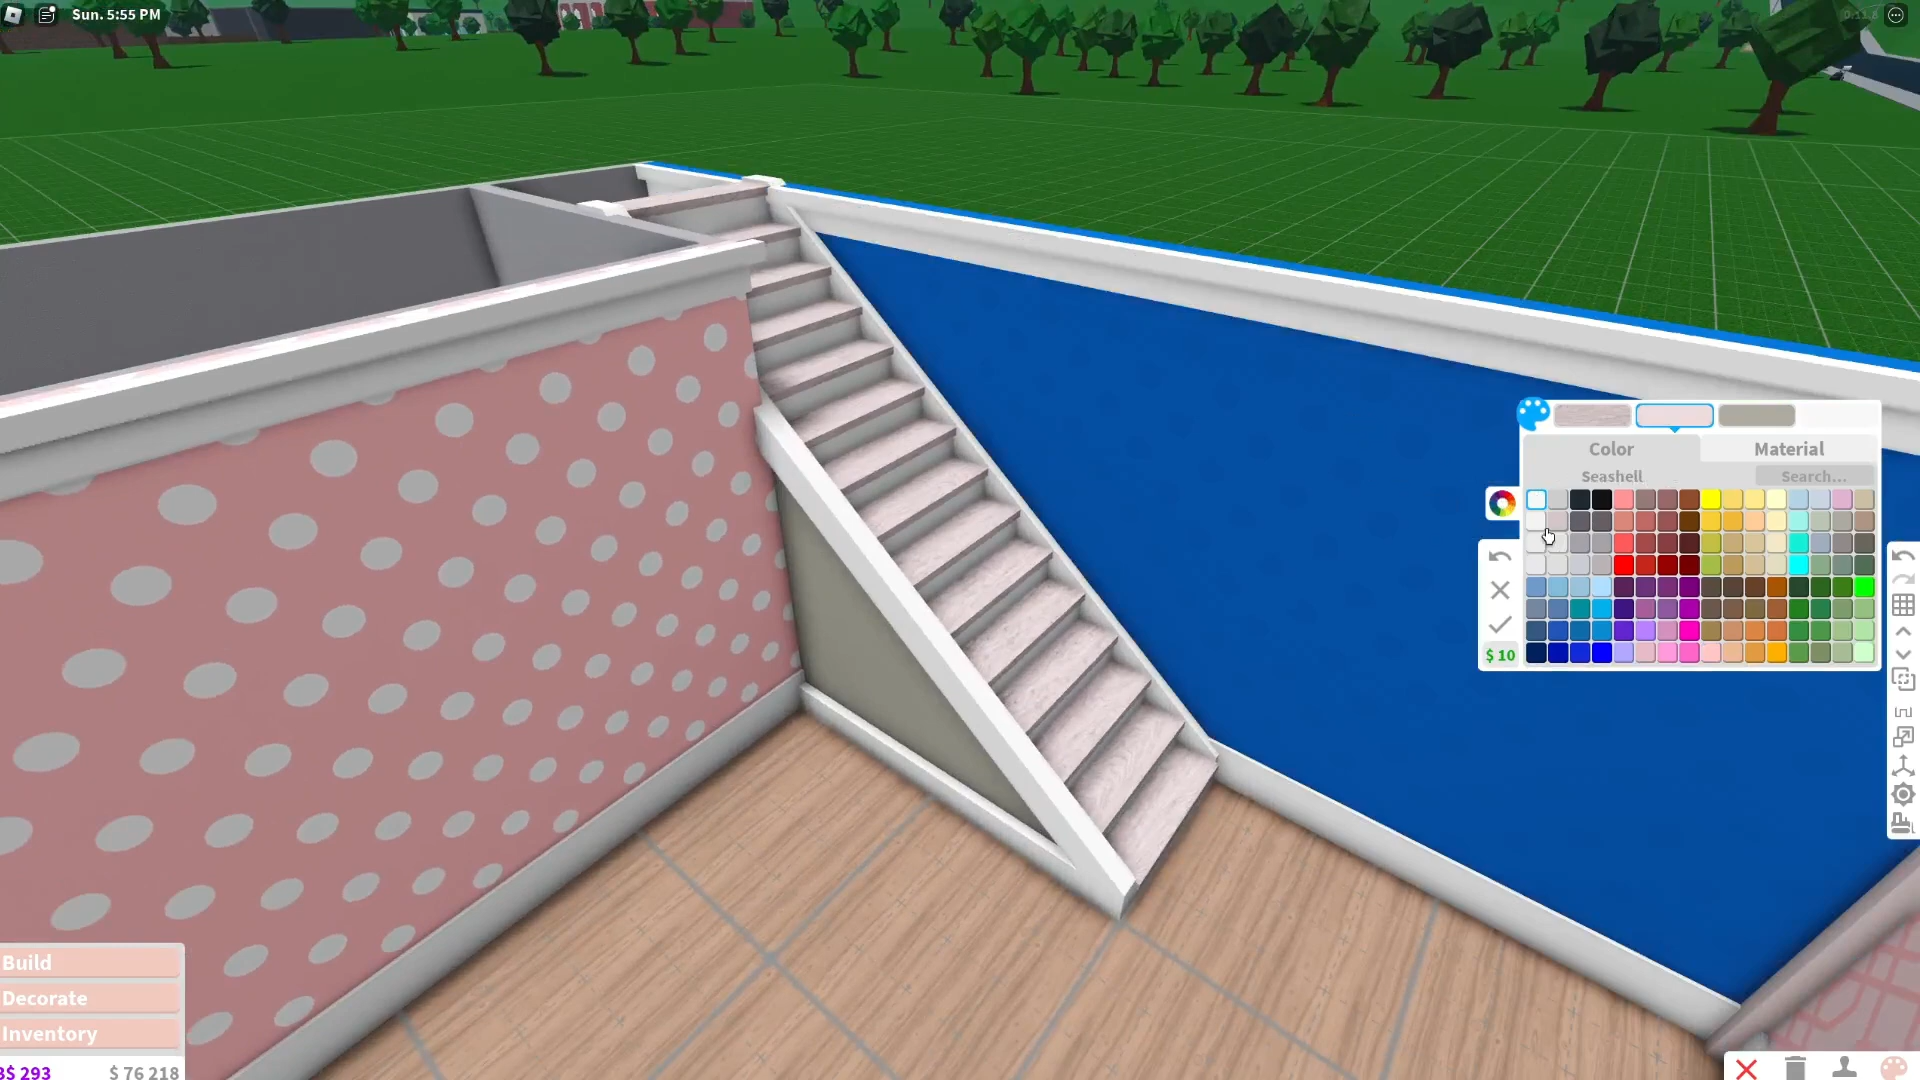 Sun. 5:55 PM
Color
Material
Seashell
Search...
$ 10
Build
Decorate
Inventory
B$ 293
$ 76 218